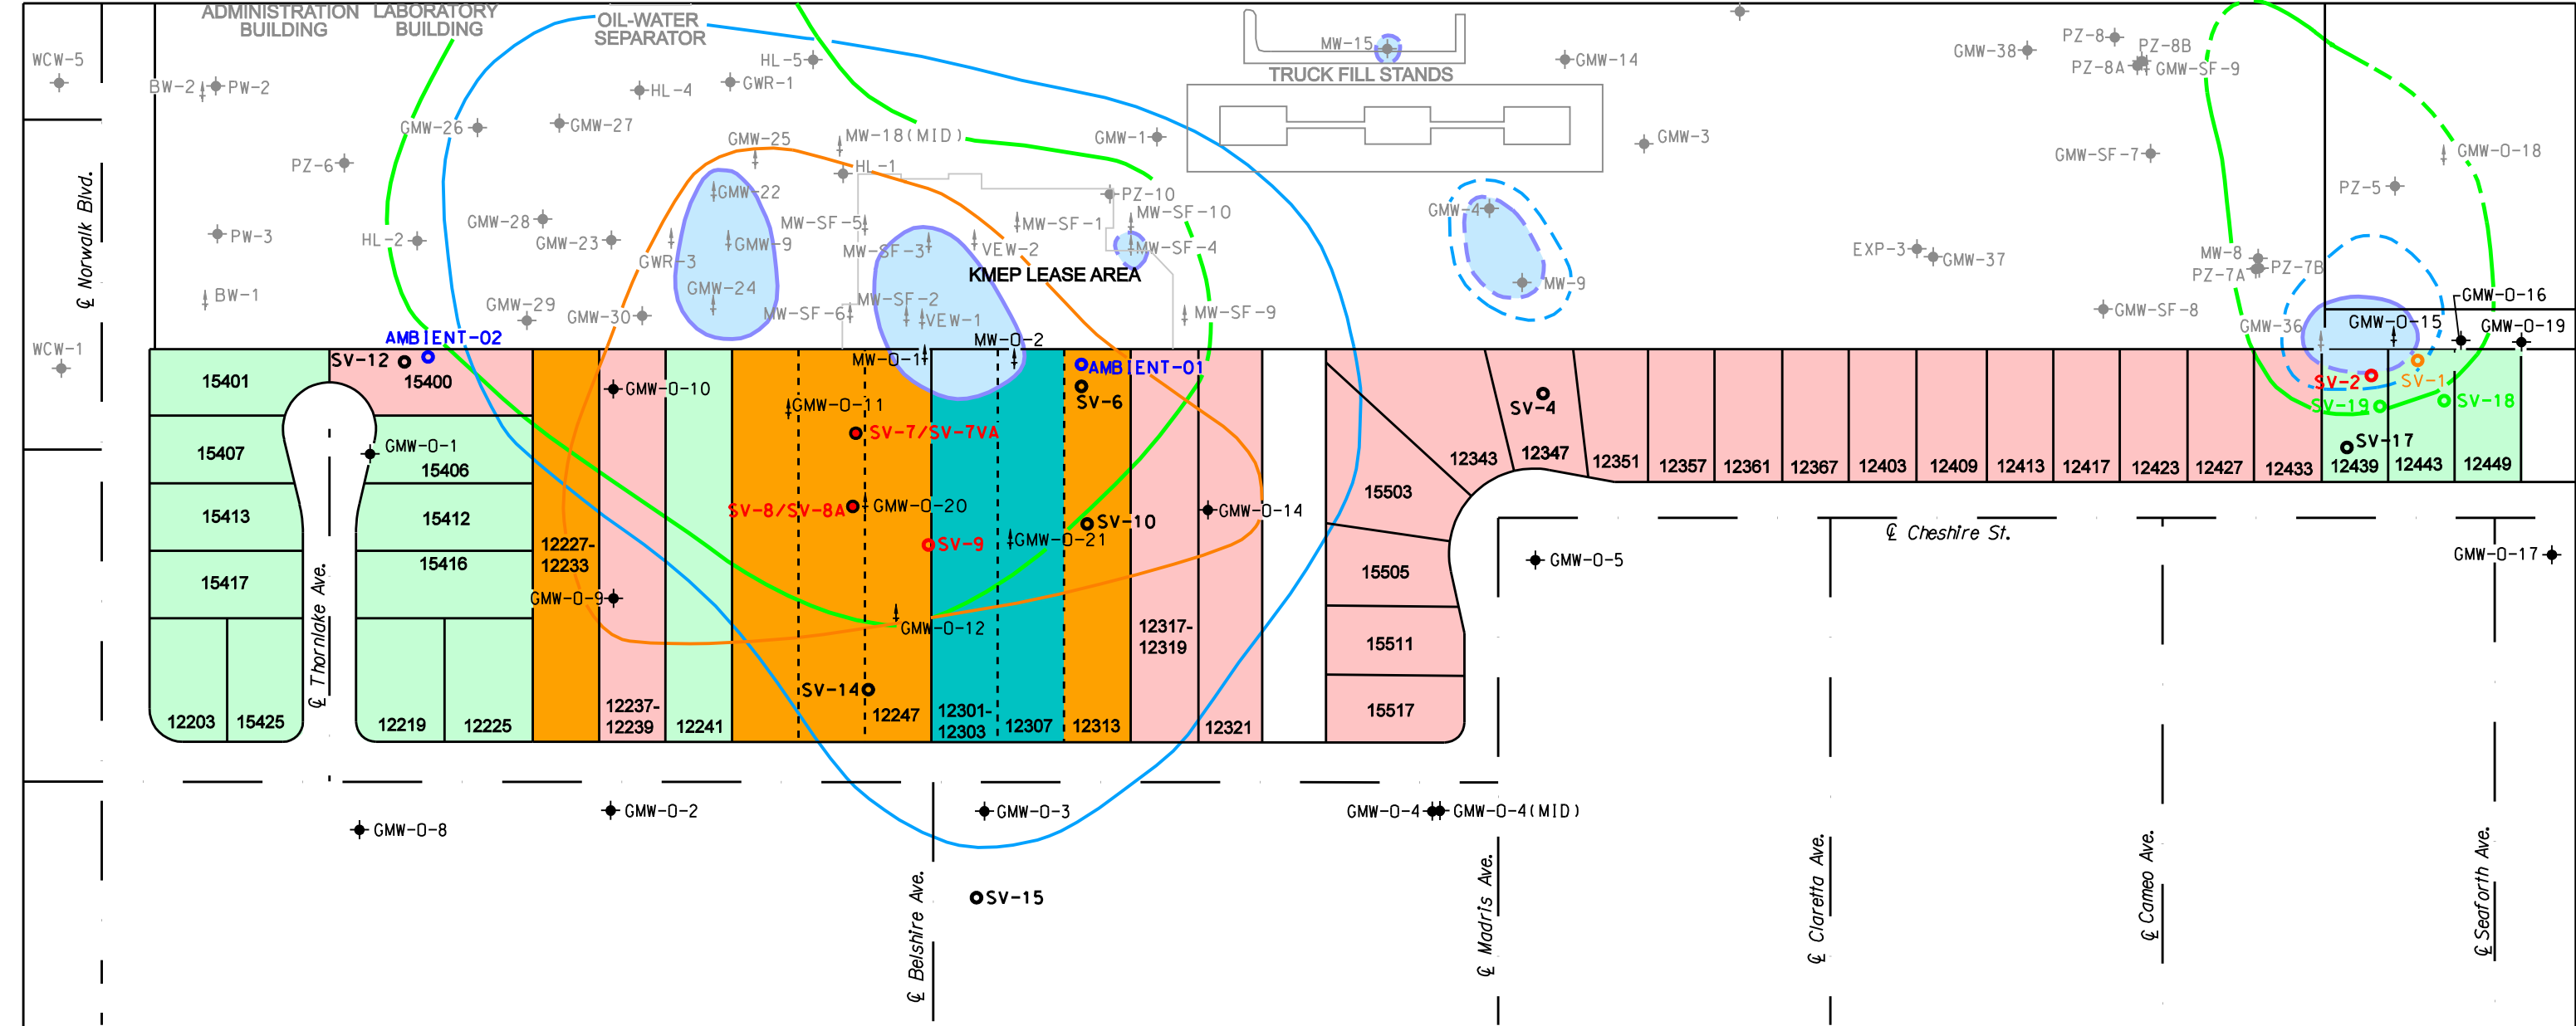 ADMINISTRATION
BUILDING
LABORATORY
BUILDING
OIL-WATER
SEPARATOR
WCW-5
BW-2
PW-2
HL-5
HL-4
GWR-1
MW-15
TRUCK FILL STANDS
GMW-14
GMW-38
PZ-8
PZ-8B
PZ-8A
GMW-SF-9
GMW-26
GMW-27
GMW-25
MW-18(MID)
GMW-1
GMW-3
GMW-SF-7
GMW-O-18
PZ-6
HL-1
PZ-5
℄ Norwalk Blvd.
GMW-22
PZ-10
GMW-4
PW-3
HL-2
GMW-28
GMW-23
GWR-3
GMW-9
MW-SF-5
MW-SF-3
MW-SF-1
MW-SF-10
VEW-2
MW-SF-4
KMEP LEASE AREA
EXP-3
GMW-37
MW-8
PZ-7A
PZ-7B
BW-1
GMW-29
GMW-30
GMW-24
MW-SF-2
MW-SF-6
VEW-1
MW-SF-9
MW-9
GMW-SF-8
GMW-36
GMW-O-15
GMW-O-16
GMW-O-19
WCW-1
AMBIENT-02
SV-12
MW-O-1
MW-O-2
AMBIENT-01
SV-6
15401
15400
GMW-O-10
GMW-O-11
SV-4
SV-2
SV-1
SV-19
SV-18
15407
GMW-O-1
15406
SV-7/SV-7VA
12343
12347
12351
12357
12361
12367
12403
12409
12413
12417
12423
12427
12433
SV-17
12439
12443
12449
15413
15412
SV-8/SV-8A
GMW-O-20
SV-10
GMW-O-14
15503
℄ Cheshire St.
12227-
12233
SV-9
GMW-O-21
15417
15416
15505
GMW-O-5
GMW-O-17
GMW-O-9
GMW-O-12
℄ Thornlake Ave.
12317-
12319
15511
SV-14
12203
15425
12219
12225
12237-
12239
12241
12247
12301-
12303
12307
12313
12321
15517
GMW-O-8
GMW-O-2
GMW-O-3
GMW-O-4
GMW-O-4(MID)
SV-15
℄ Belshire Ave.
℄ Madris Ave.
℄ Claretta Ave.
℄ Cameo Ave.
℄ Seaforth Ave.